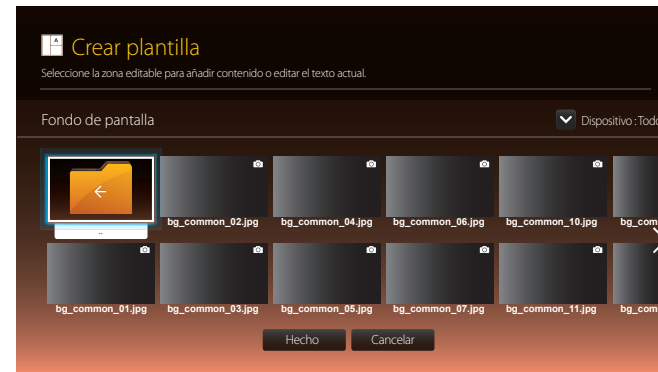 Crear plantilla
Seleccione la zona editable para añadir contenido o editar el texto actual.
Fondo de pantalla
Dispositivo : Todo
..
bg_common_02.jpg bg_common_04.jpg bg_common_06.jpg bg_common_10.jpg bg_com
bg_common_01.jpg bg_common_03.jpg bg_common_05.jpg bg_common_07.jpg bg_common_11.jpg bg_com
Hecho Cancelar